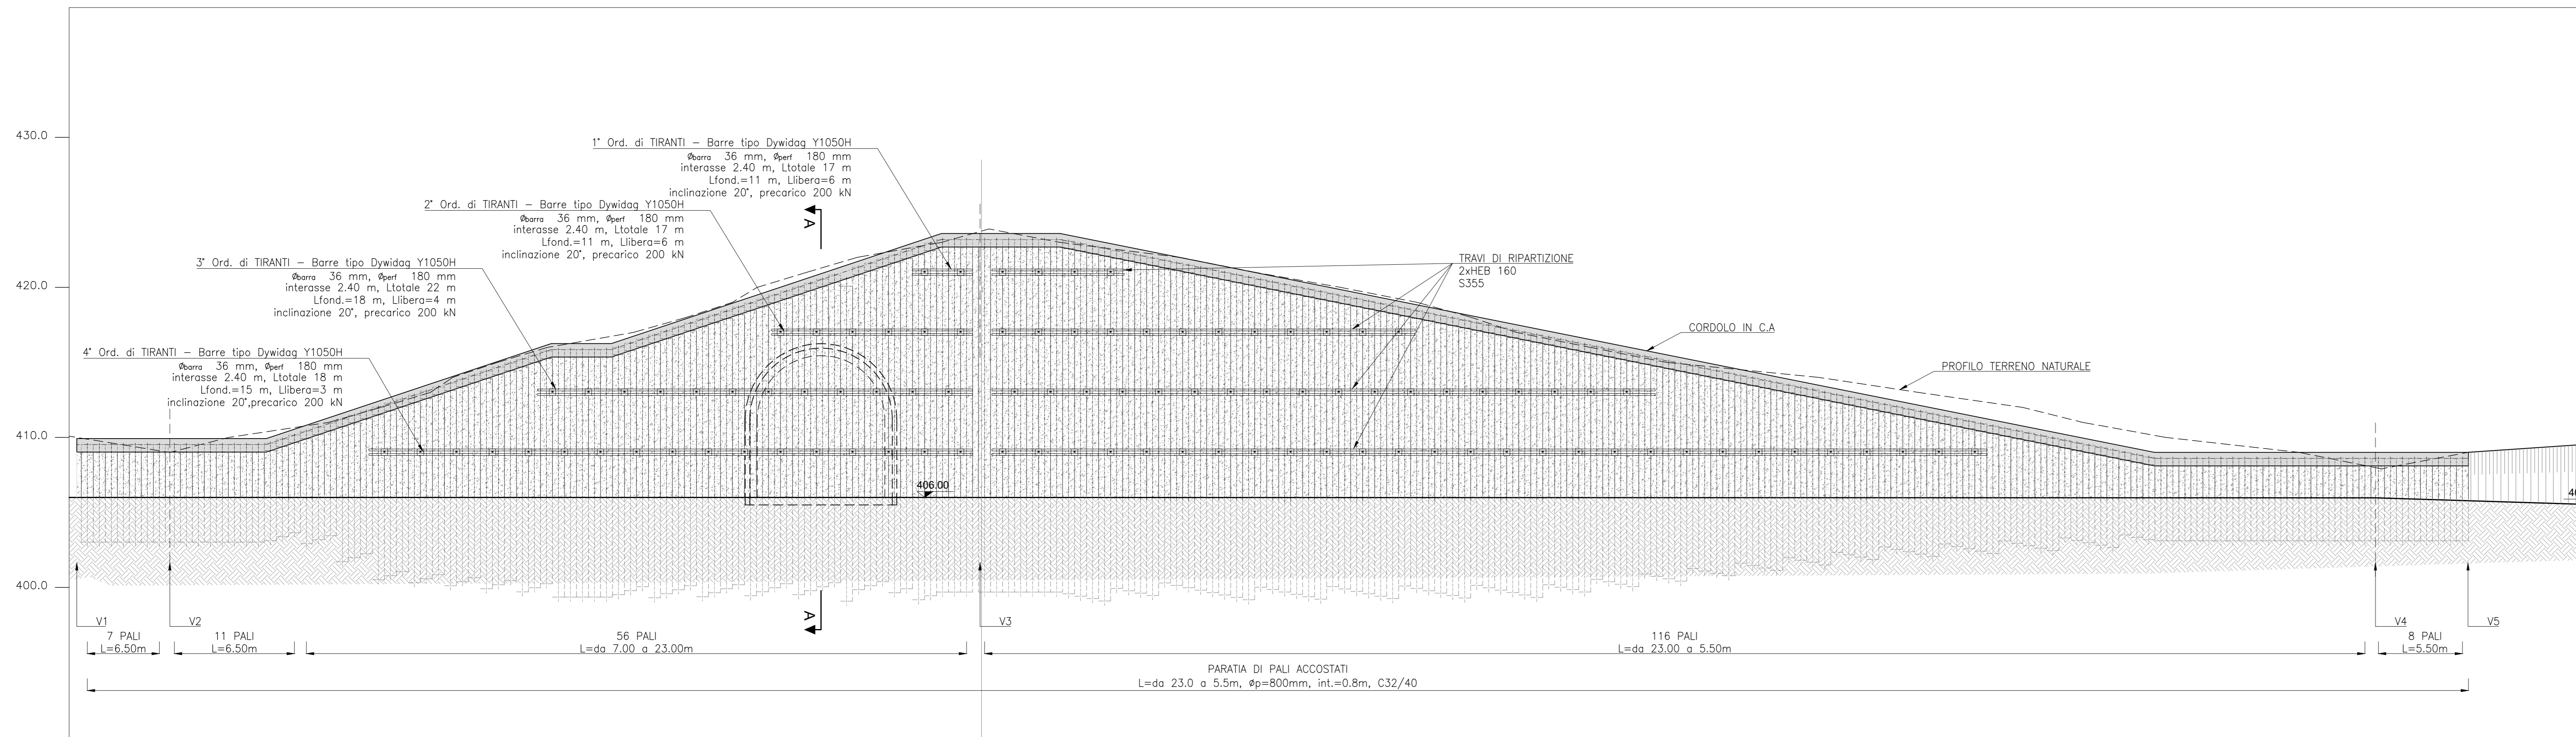 430.0
420.0
410.0
400.0
1° Ord. di TIRANTI – Barre tipo Dywidag Y1050H
Øbarra 36 mm, Øperf 180 mm
interasse 2.40 m, Ltotale 17 m
Lfond.=11 m, Llibera=6 m
inclinazione 20°, precarico 200 kN
2° Ord. di TIRANTI – Barre tipo Dywidag Y1050H
Øbarra 36 mm, Øperf 180 mm
interasse 2.40 m, Ltotale 17 m
Lfond.=11 m, Llibera=6 m
inclinazione 20°, precarico 200 kN
3° Ord. di TIRANTI – Barre tipo Dywidag Y1050H
Øbarra 36 mm, Øperf 180 mm
interasse 2.40 m, Ltotale 22 m
Lfond.=18 m, Llibera=4 m
inclinazione 20°, precarico 200 kN
4° Ord. di TIRANTI – Barre tipo Dywidag Y1050H
Øbarra 36 mm, Øperf 180 mm
interasse 2.40 m, Ltotale 18 m
Lfond.=15 m, Llibera=3 m
inclinazione 20°,precarico 200 kN
A
TRAVI DI RIPARTIZIONE
2xHEB 160
S355
CORDOLO IN C.A
PROFILO TERRENO NATURALE
406.00
A
V1
V2
V3
V4
V5
7 PALI
L=6.50m
11 PALI
L=6.50m
56 PALI
L=da 7.00 a 23.00m
116 PALI
L=da 23.00 a 5.50m
8 PALI
L=5.50m
PARATIA DI PALI ACCOSTATI
L=da 23.0 a 5.5m, Øp=800mm, int.=0.8m, C32/40